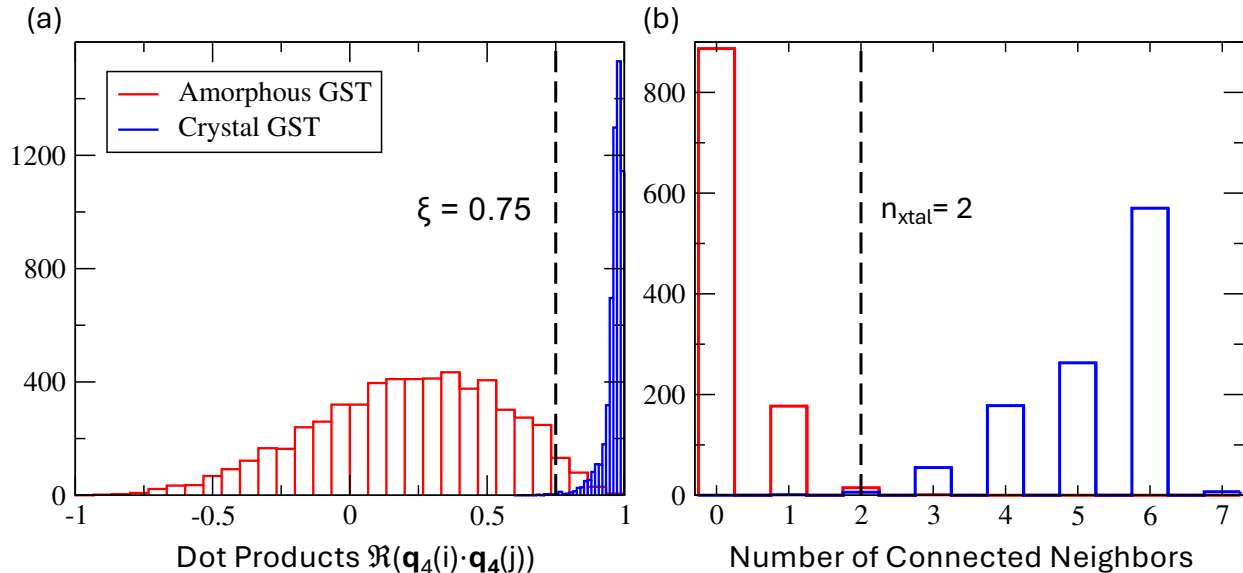 (a)
(b)
Amorphous GST
Crystal GST
ξ = 0.75
n_xtal= 2
1200
800
400
0
-1
-0.5
0
0.5
1
Dot Products ℜ(q₄(i)·q₄(j))
800
600
400
200
0
0
1
2
3
4
5
6
7
Number of Connected Neighbors